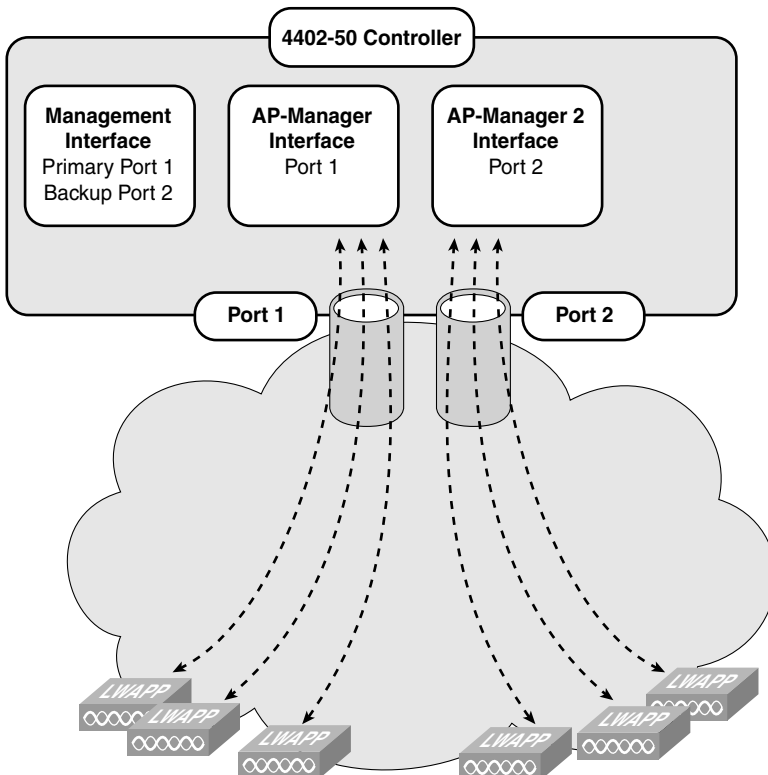 4402-50 Controller
Management
Interface
Primary Port 1
Backup Port 2
AP-Manager
Interface
Port 1
AP-Manager 2
Interface
Port 2
Port 1
Port 2
LWAPP
LWAPP
LWAPP
LWAPP
LWAPP
LWAPP